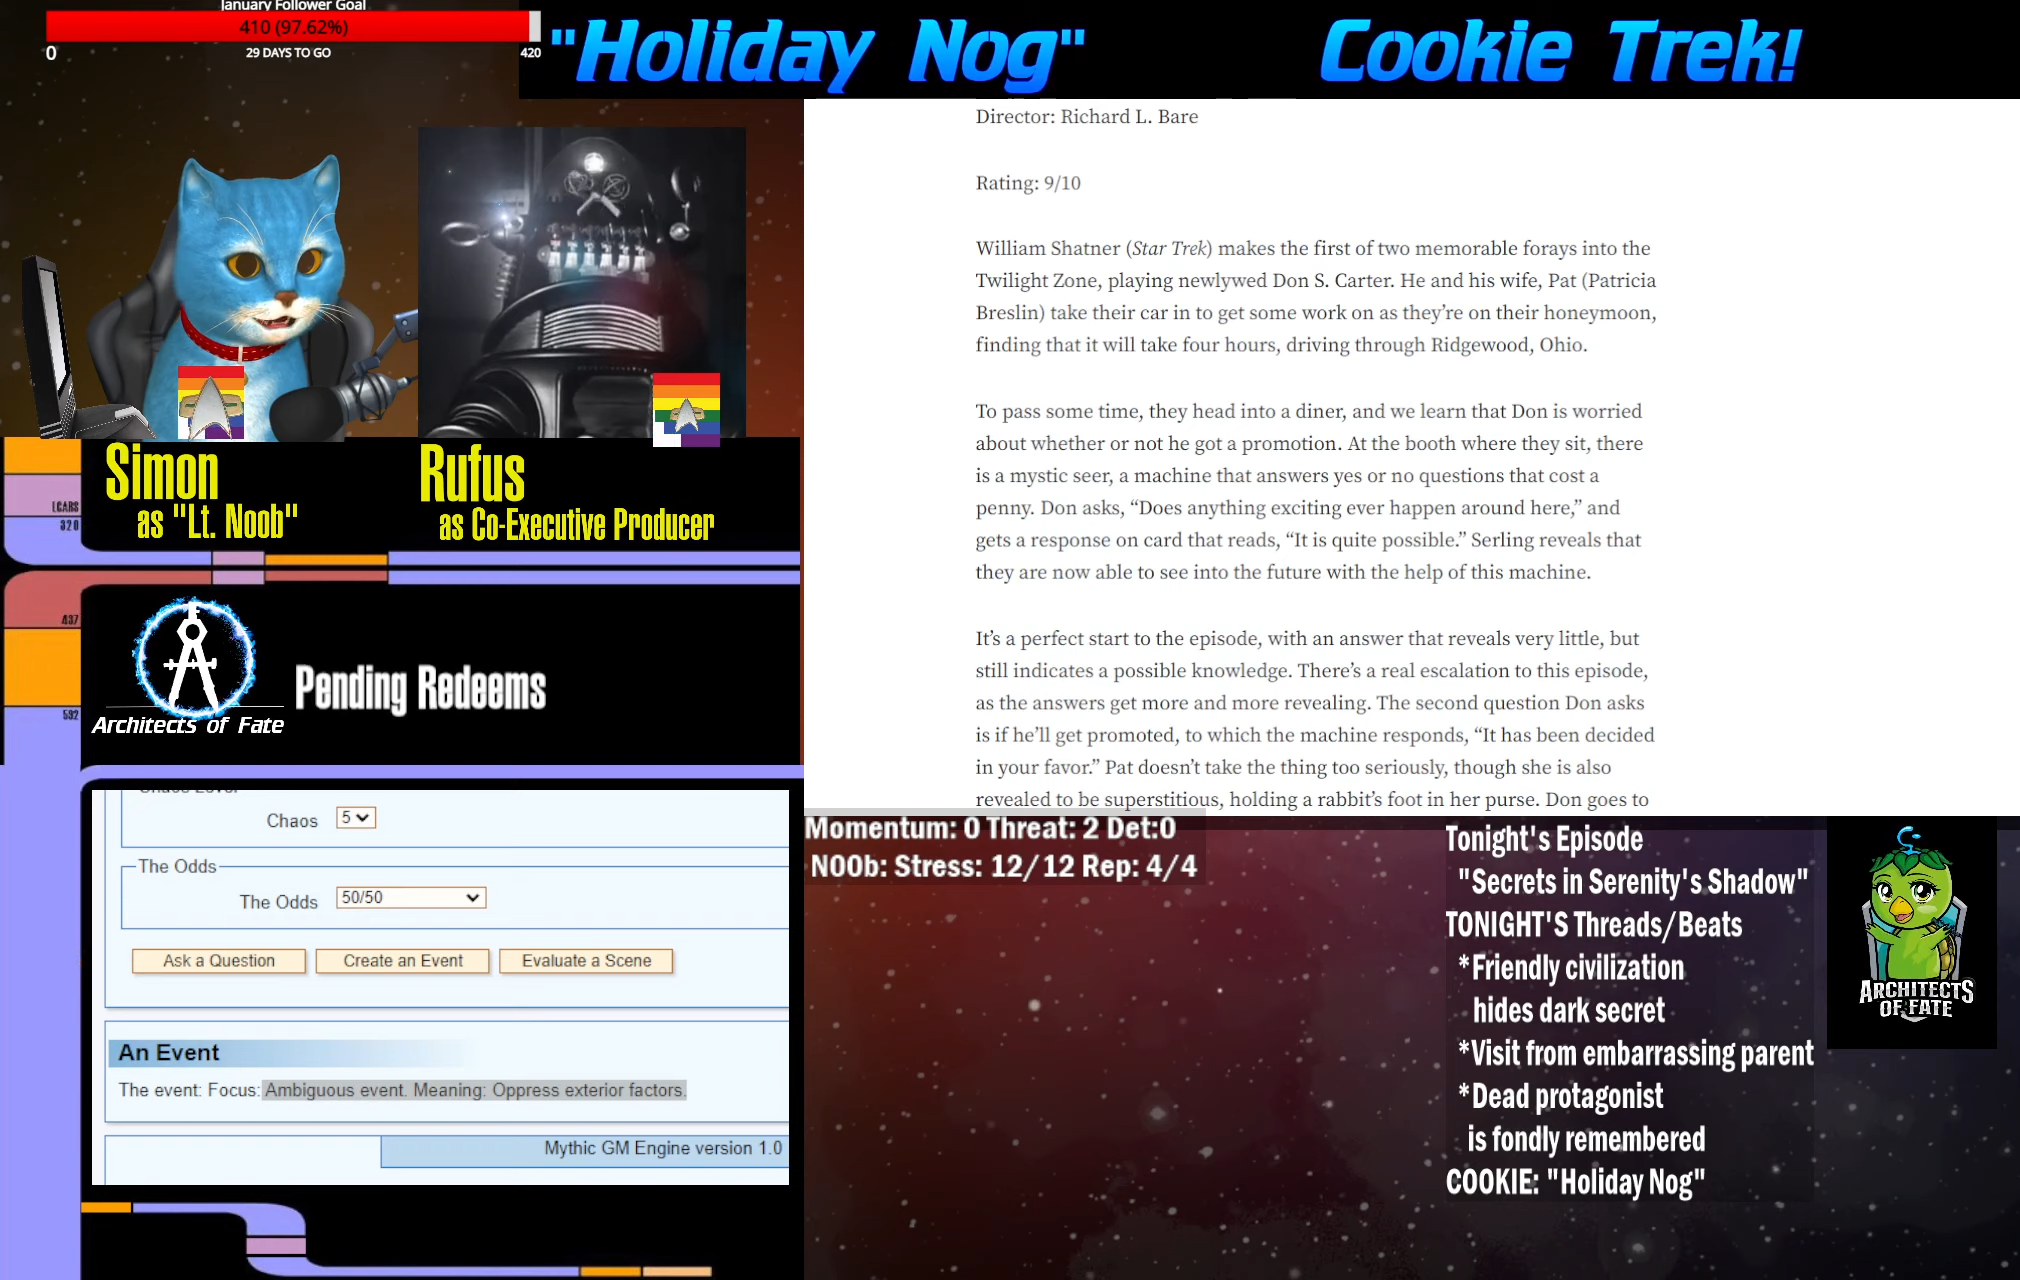 January Follower Goal
410 (97.62%)
0
29 DAYS TO GO
420
"Holiday Nog"
Cookie Trek!
Simon
as "Lt. Noob"
Rufus
as Co-Executive Producer
LCARS
320
437
592
Pending Redeems
Architects of Fate
Chaos Level
Chaos
5
The Odds
The Odds
50/50
Ask a Question
Create an Event
Evaluate a Scene
An Event
The event: Focus: Ambiguous event. Meaning: Oppress exterior factors.
Mythic GM Engine version 1.0
Director: Richard L. Bare
Rating: 9/10
William Shatner (Star Trek) makes the first of two memorable forays into the
Twilight Zone, playing newlywed Don S. Carter. He and his wife, Pat (Patricia
Breslin) take their car in to get some work on as they’re on their honeymoon,
finding that it will take four hours, driving through Ridgewood, Ohio.
To pass some time, they head into a diner, and we learn that Don is worried
about whether or not he got a promotion. At the booth where they sit, there
is a mystic seer, a machine that answers yes or no questions that cost a
penny. Don asks, “Does anything exciting ever happen around here,” and
gets a response on card that reads, “It is quite possible.” Serling reveals that
they are now able to see into the future with the help of this machine.
It’s a perfect start to the episode, with an answer that reveals very little, but
still indicates a possible knowledge. There’s a real escalation to this episode,
as the answers get more and more revealing. The second question Don asks
is if he’ll get promoted, to which the machine responds, “It has been decided
in your favor.” Pat doesn’t take the thing too seriously, though she is also
revealed to be superstitious, holding a rabbit’s foot in her purse. Don goes to
Momentum: 0 Threat: 2 Det:0
N00b: Stress: 12/12 Rep: 4/4
Tonight's Episode
"Secrets in Serenity's Shadow"
TONIGHT'S Threads/Beats
*Friendly civilization
hides dark secret
*Visit from embarrassing parent
*Dead protagonist
is fondly remembered
COOKIE: "Holiday Nog"
ARCHITECTS
OF FATE